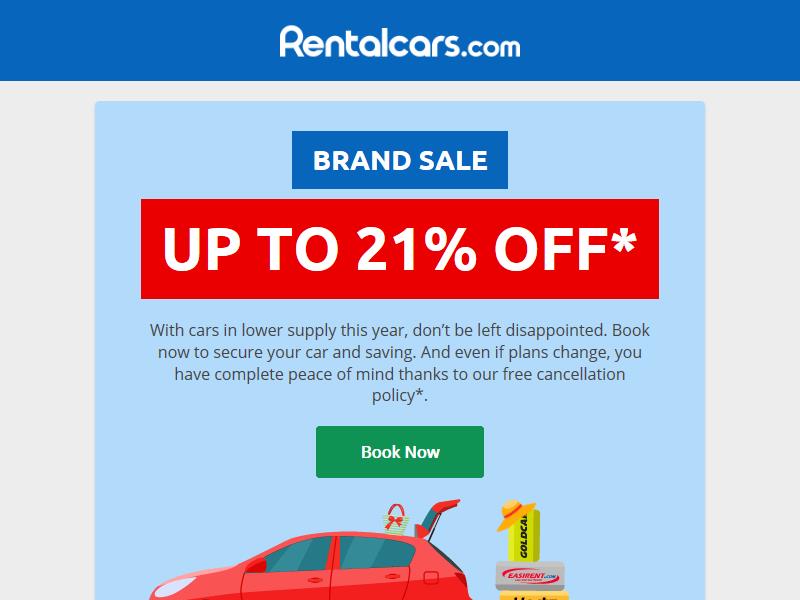 Rentalcars.com
BRAND SALE
UP TO 21% OFF*
With cars in lower supply this year, don’t be left disappointed. Book
now to secure your car and saving. And even if plans change, you
have complete peace of mind thanks to our free cancellation
policy*.
Book Now
GOLDCAR
EASIRENT.COM
Hertz